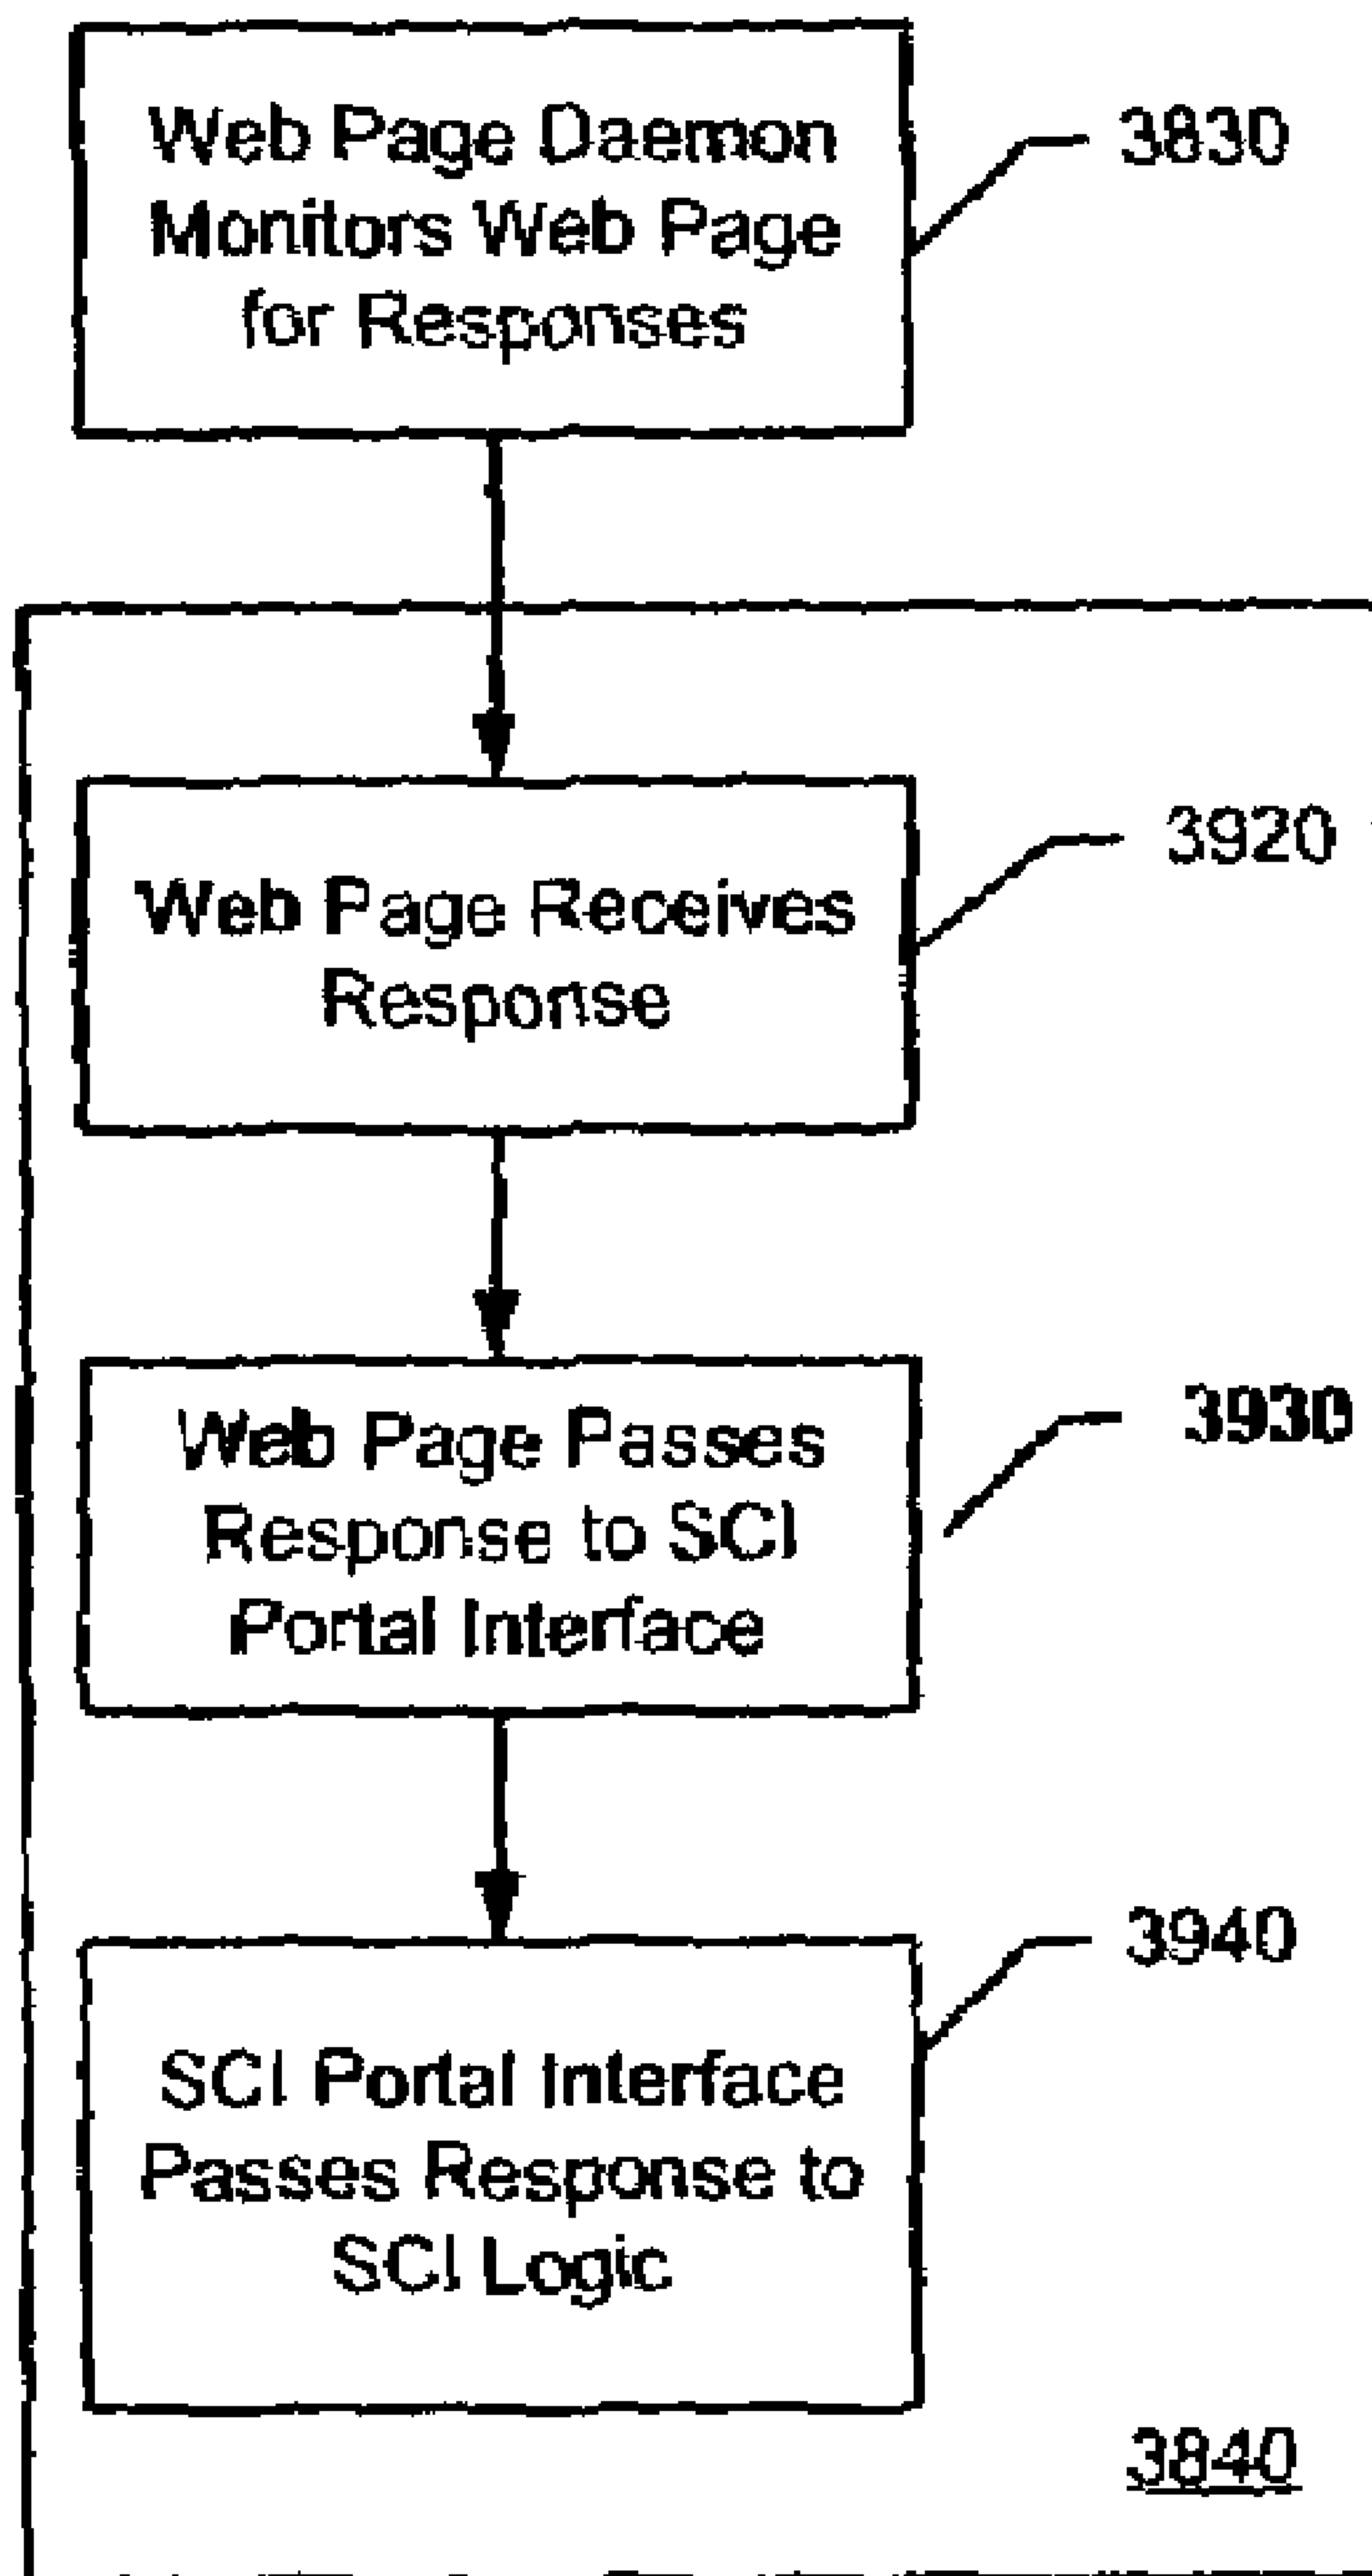 Web Page Daemon
Monitors Web Page
for Responses
3830
Web Page Receives
Response
3920
Web Page Passes
Response to SCI
Portal Interface
3930
SCI Portal Interface
Passes Response to
SCI Logic
3940
3840